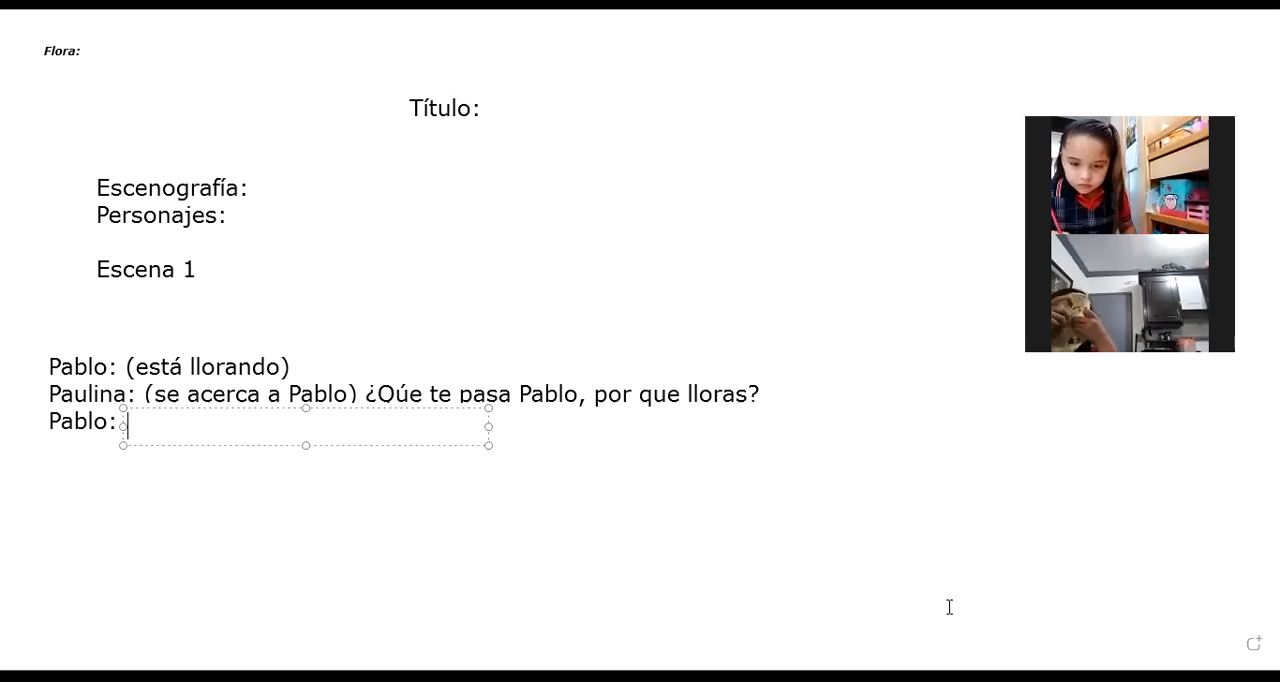 Flora:
Título:
Escenografía:
Personajes:
Escena 1
Pablo: (está llorando)
Paulina: (se acerca a Pablo) ¿Qúe te pasa Pablo, por que lloras?
Pablo: